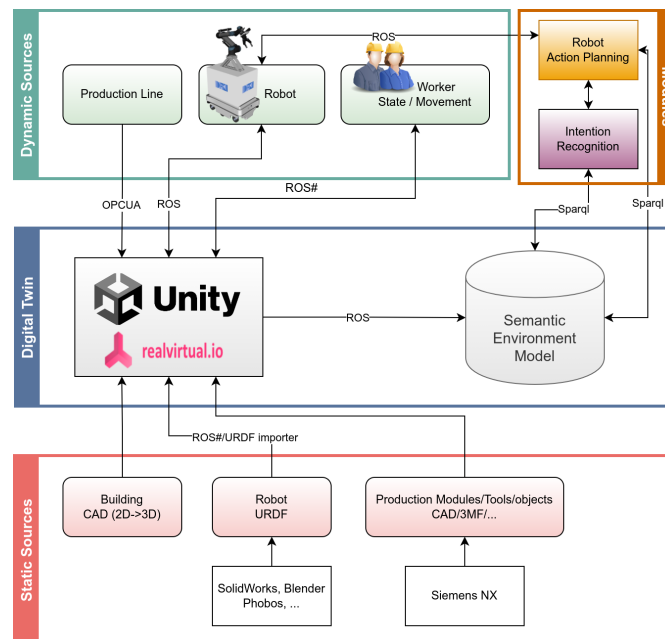 Dynamic Sources
ROS
Robot
Action Planning
Production Line
Robot
Worker
State / Movement
Intention
Recognition
OPCUA
ROS
ROS#
Sparql
Sparql
Digital Twin
Unity
realvirtual.io
ROS
Semantic
Environment
Model
ROS#/URDF importer
Static Sources
Building
CAD (2D->3D)
Robot
URDF
Production Modules/Tools/objects
CAD/3MF/...
SolidWorks, Blender
Phobos, ...
Siemens NX